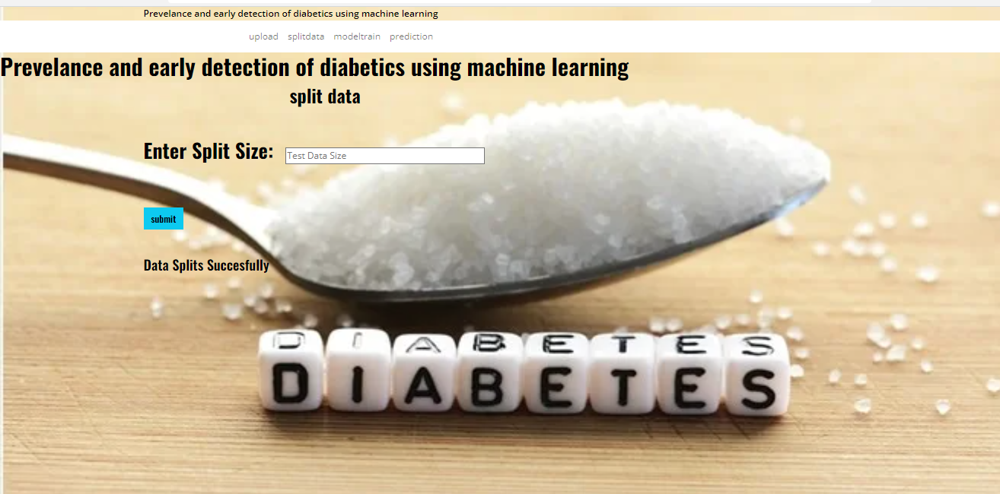 Prevelance and early detection of diabetics using machine learning
upload splitdata modeltrain prediction
Prevelance and early detection of diabetics using machine learning
split data
Enter Split Size: Test Data Size
submit
Data Splits Succesfully
D I A B E T E S
DIABETES